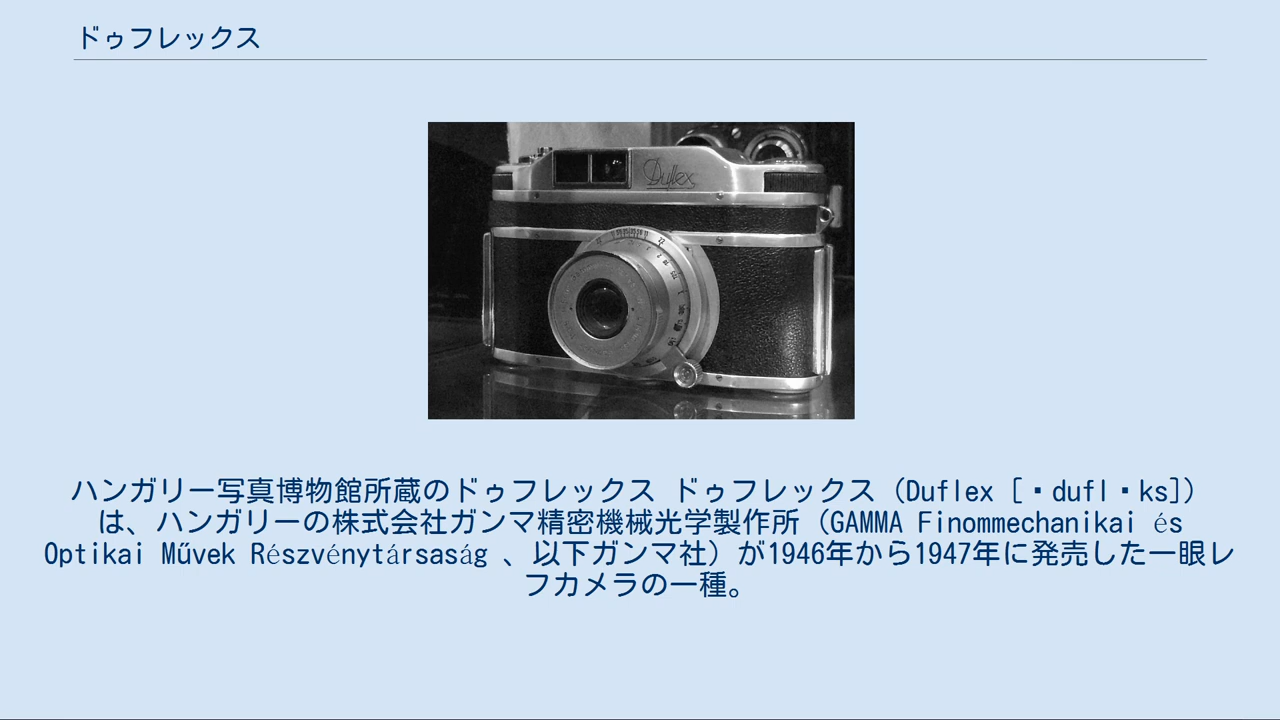 ドゥフレックス
Duflex
ハンガリー写真博物館所蔵のドゥフレックス ドゥフレックス（Duflex [・dufl・ks]）
は、ハンガリーの株式会社ガンマ精密機械光学製作所（GAMMA Finommechanikai és
Optikai Művek Részvénytársaság 、以下ガンマ社）が1946年から1947年に発売した一眼レ
フカメラの一種。